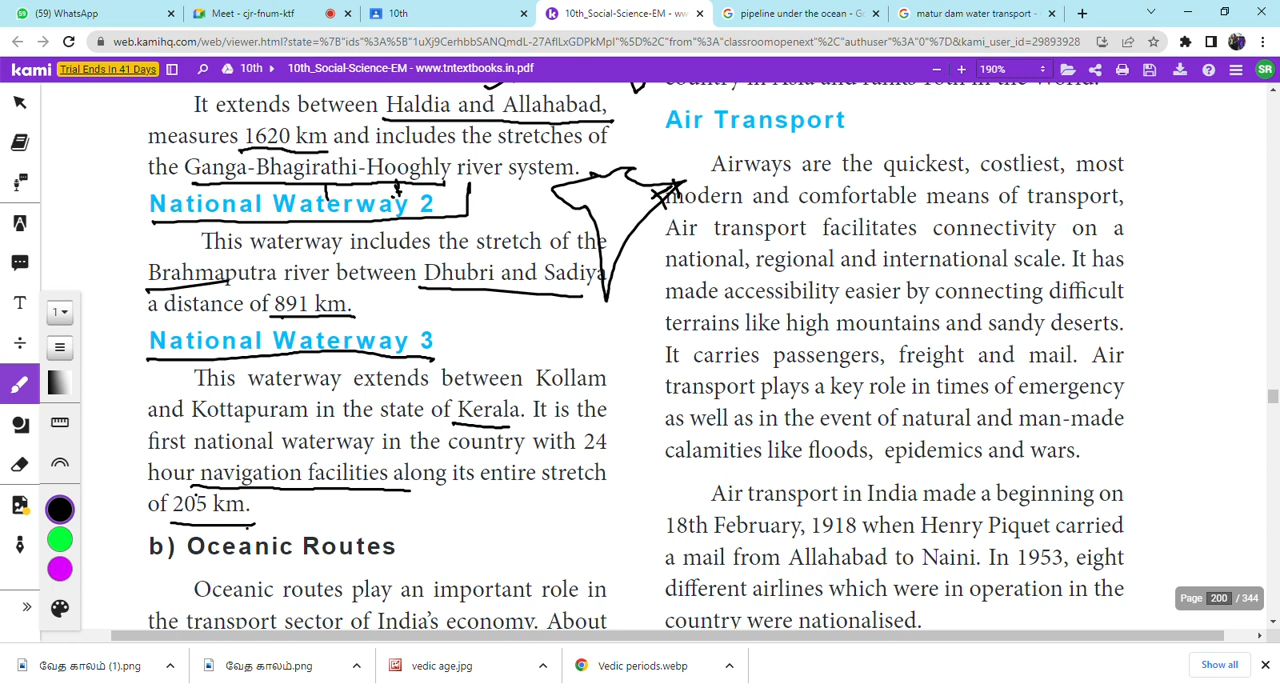 (59) WhatsApp
Meet - cjr-fnum-ktf
10th
10th_Social-Science-EM - ww
pipeline under the ocean - Go
matur dam water transport -
web.kamihq.com/web/viewer.html?state=%7B"ids"%3A%5B"1uXj9CerhbbSANQmdL-27AfILxGDPkMpI"%5D%2C"from"%3A"classroomopenext"%2C"authuser"%3A"0"%7D&kami_user_id=29893928
kami
Trial Ends In 41 Days
10th
10th_Social-Science-EM - www.tntextbooks.in.pdf
190%
SR
It extends between Haldia and Allahabad,
measures 1620 km and includes the stretches of
the Ganga-Bhagirathi-Hooghly river system.
National Waterway 2
This waterway includes the stretch of the
Brahmaputra river between Dhubri and Sadiya
a distance of 891 km.
National Waterway 3
This waterway extends between Kollam
and Kottapuram in the state of Kerala. It is the
first national waterway in the country with 24
hour navigation facilities along its entire stretch
of 205 km.
b) Oceanic Routes
Oceanic routes play an important role in
the transport sector of India's economy. About
country in Asia and ranks 16th in the World.
Air Transport
Airways are the quickest, costliest, most
modern and comfortable means of transport,
Air transport facilitates connectivity on a
national, regional and international scale. It has
made accessibility easier by connecting difficult
terrains like high mountains and sandy deserts.
It carries passengers, freight and mail. Air
transport plays a key role in times of emergency
as well as in the event of natural and man-made
calamities like floods, epidemics and wars.
Air transport in India made a beginning on
18th February, 1918 when Henry Piquet carried
a mail from Allahabad to Naini. In 1953, eight
different airlines which were in operation in the
country were nationalised.
T
1
Page 200 / 344
வேத காலம் (1).png
வேத காலம்.png
vedic age.jpg
Vedic periods.webp
Show all